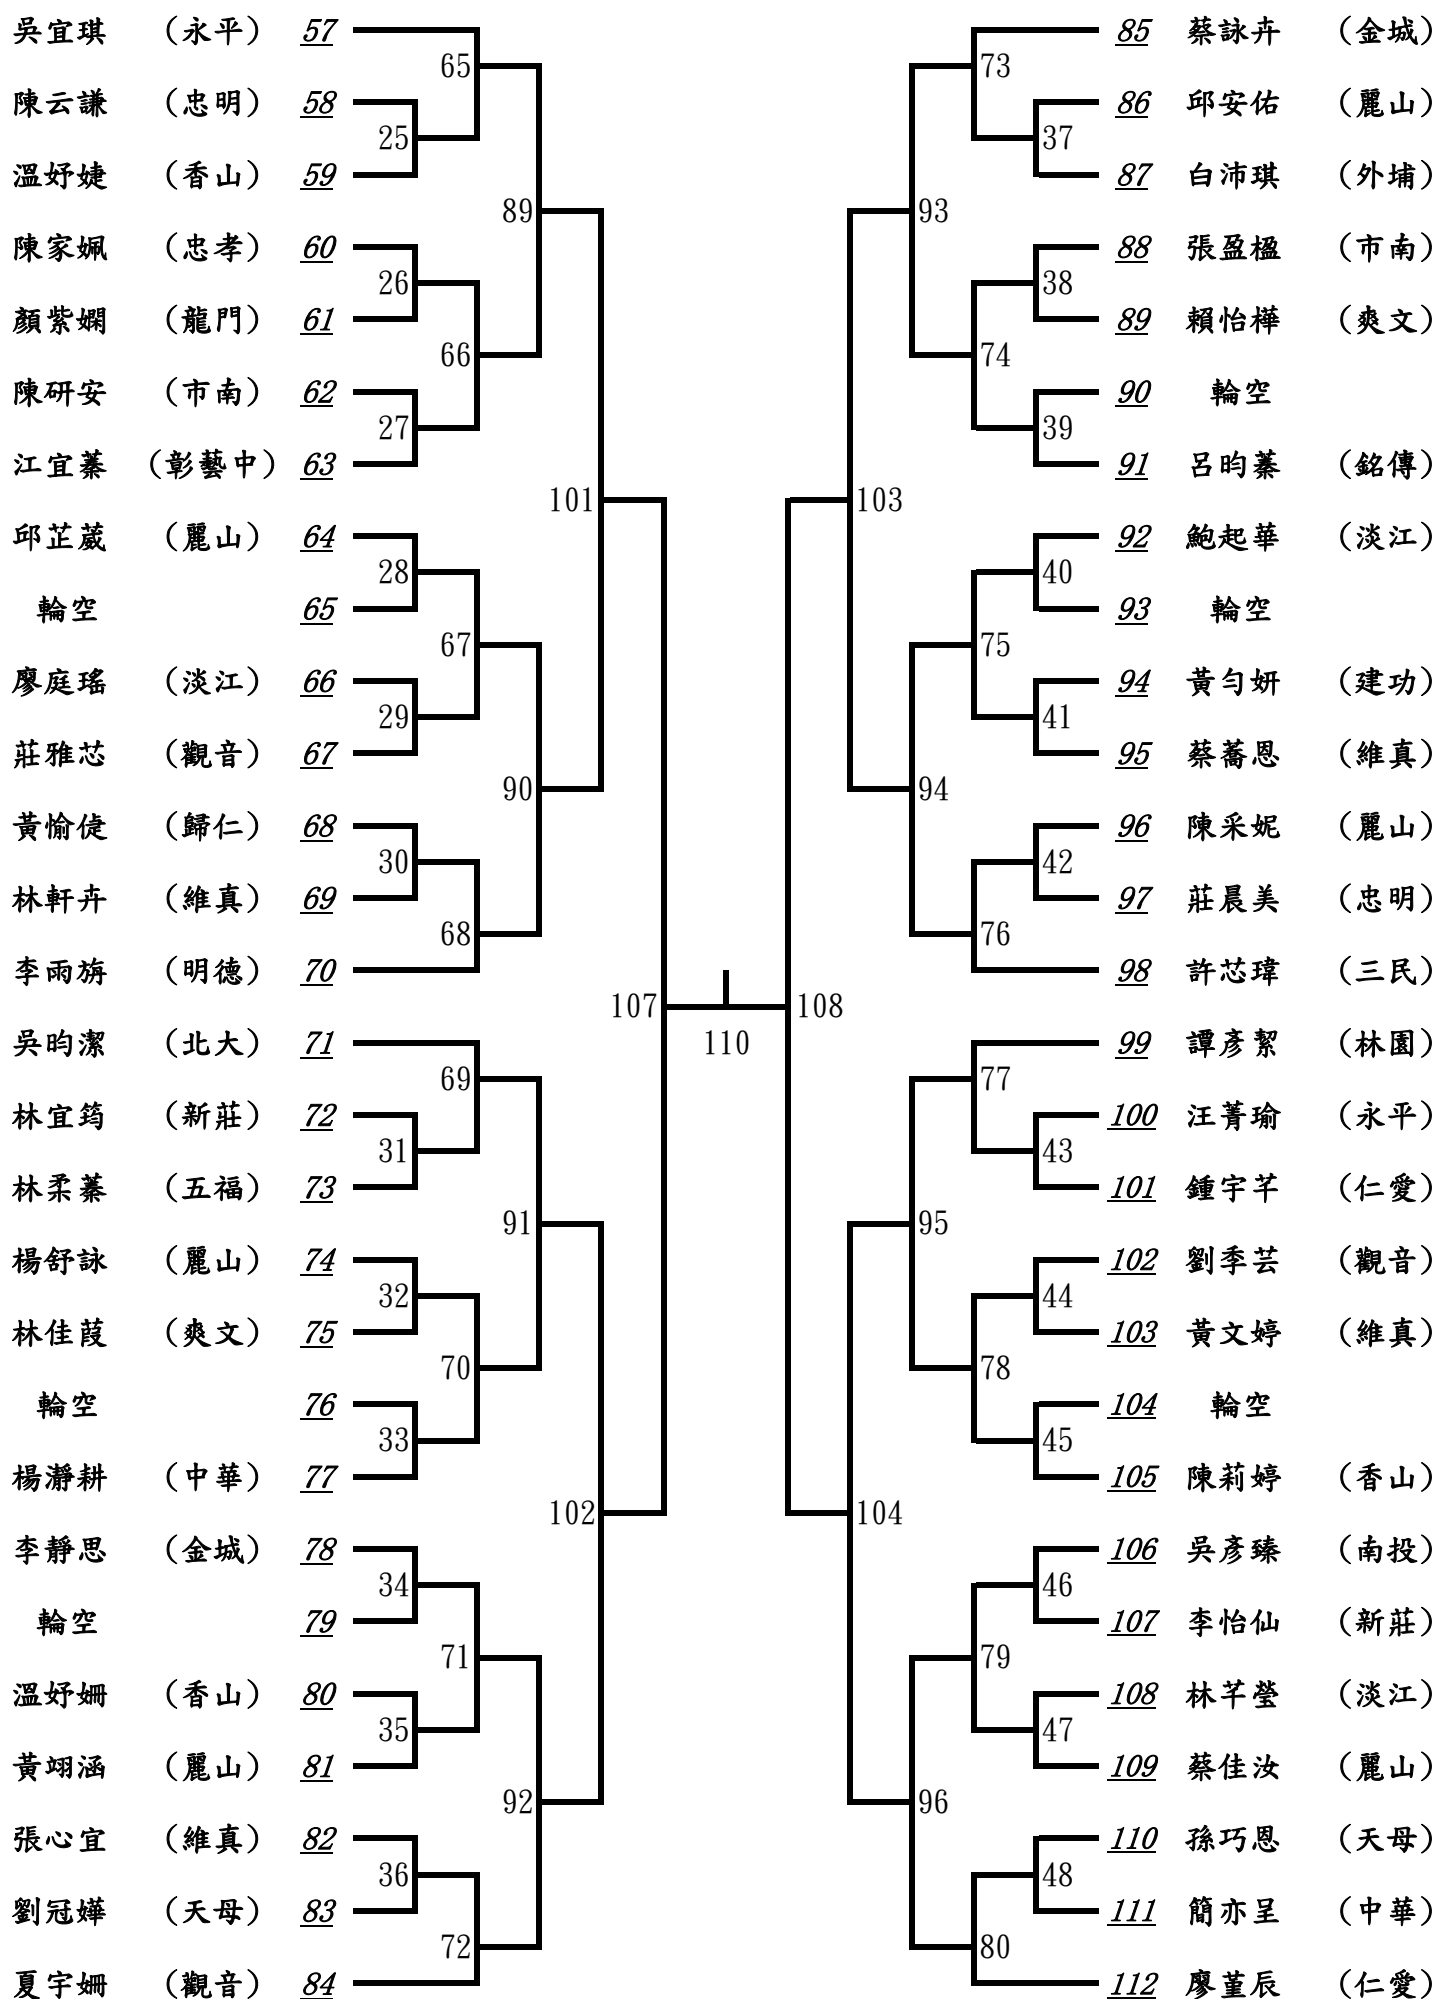 吳宜琪 （永平） 57 85 蔡詠卉 （金城）
65 73
陳云謙 （忠明） 58 86 邱安佑 （麗山）
25 37
溫妤婕 （香山） 59 87 白沛琪 （外埔）
89 93
陳家姵 （忠孝） 60 88 張盈楹 （市南）
26 38
顏紫嫻 （龍門） 61 89 賴怡樺 （爽文）
66 74
陳研安 （市南） 62 90 輪空
27 39
江宜蓁 （彰藝中） 63 91 呂昀蓁 （銘傳）
101 103
邱芷葳 （麗山） 64 92 鮑起華 （淡江）
28 40
輪空 65 93 輪空
67 75
廖庭瑤 （淡江） 66 94 黃勻妍 （建功）
29 41
莊雅芯 （觀音） 67 95 蔡蕎恩 （維真）
90 94
黃愉倢 （歸仁） 68 96 陳采妮 （麗山）
30 42
林軒卉 （維真） 69 97 莊晨美 （忠明）
68 76
李雨旃 （明德） 70 98 許芯瑋 （三民）
107 108
吳昀潔 （北大） 71 110 99 譚彥絜 （林園）
69 77
林宜筠 （新莊） 72 100 汪菁瑜 （永平）
31 43
林柔蓁 （五福） 73 101 鍾宇芊 （仁愛）
91 95
楊舒詠 （麗山） 74 102 劉季芸 （觀音）
32 44
林佳葭 （爽文） 75 103 黃文婷 （維真）
70 78
輪空 76 104 輪空
33 45
楊瀞耕 （中華） 77 105 陳莉婷 （香山）
102 104
李靜思 （金城） 78 106 吳彥臻 （南投）
34 46
輪空 79 107 李怡仙 （新莊）
71 79
溫妤姍 （香山） 80 108 林芊瑩 （淡江）
35 47
黃翊涵 （麗山） 81 109 蔡佳汝 （麗山）
92 96
張心宜 （維真） 82 110 孫巧恩 （天母）
36 48
劉冠嬅 （天母） 83 111 簡亦呈 （中華）
72 80
夏宇姍 （觀音） 84 112 廖堇辰 （仁愛）